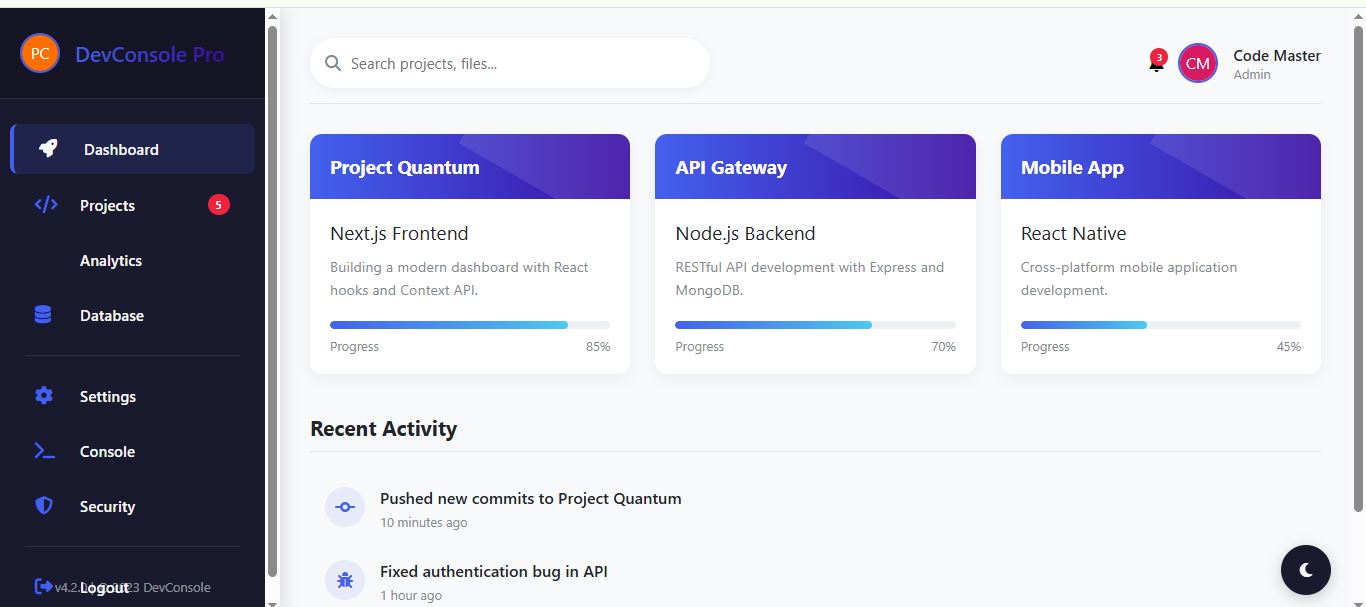 PC
DevConsole Pro
Dashboard
Projects
5
Analytics
Database
Settings
Console
Security
Logout
v4.2.0 | © 2023 DevConsole
Search projects, files...
3
CM
Code Master
Admin
Project Quantum
Next.js Frontend
Building a modern dashboard with React
hooks and Context API.
Progress
85%
API Gateway
Node.js Backend
RESTful API development with Express and
MongoDB.
Progress
70%
Mobile App
React Native
Cross-platform mobile application
development.
Progress
45%
Recent Activity
Pushed new commits to Project Quantum
10 minutes ago
Fixed authentication bug in API
1 hour ago